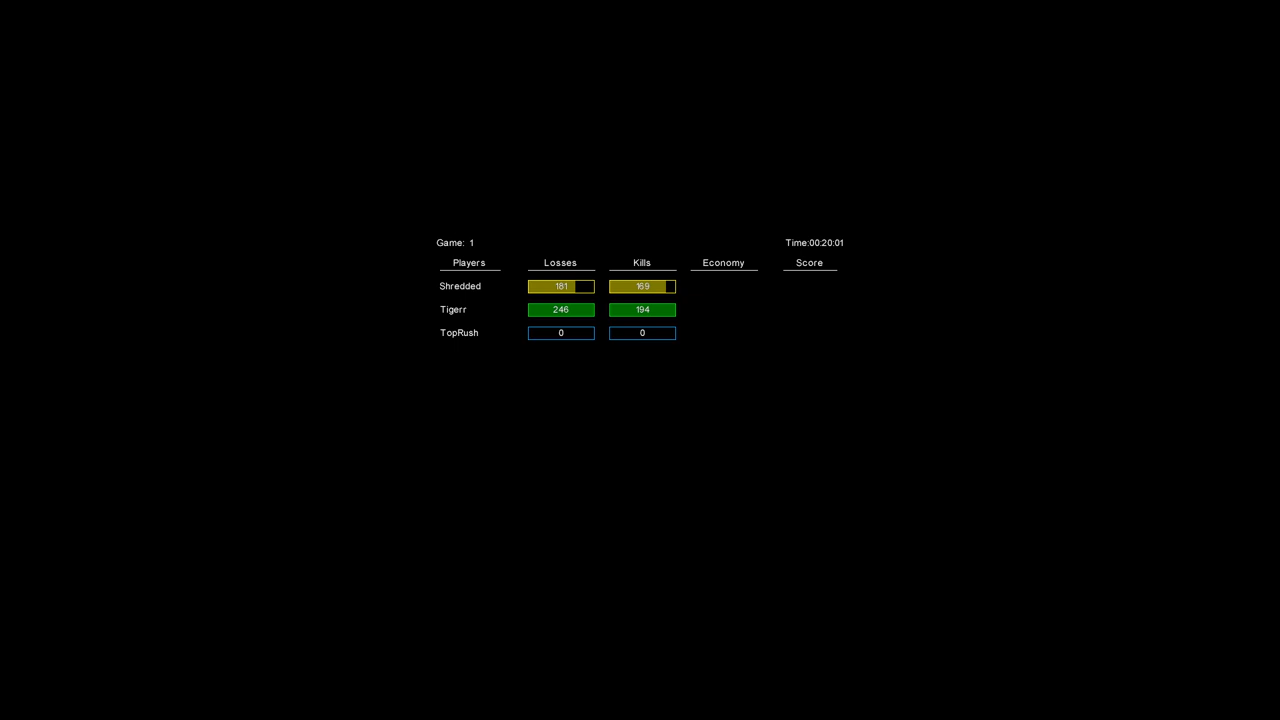 Game: 1 Time:00:20:01
Players Losses Kills Economy Score
Shredded 181 169
Tigerr 246 194
TopRush 0 0